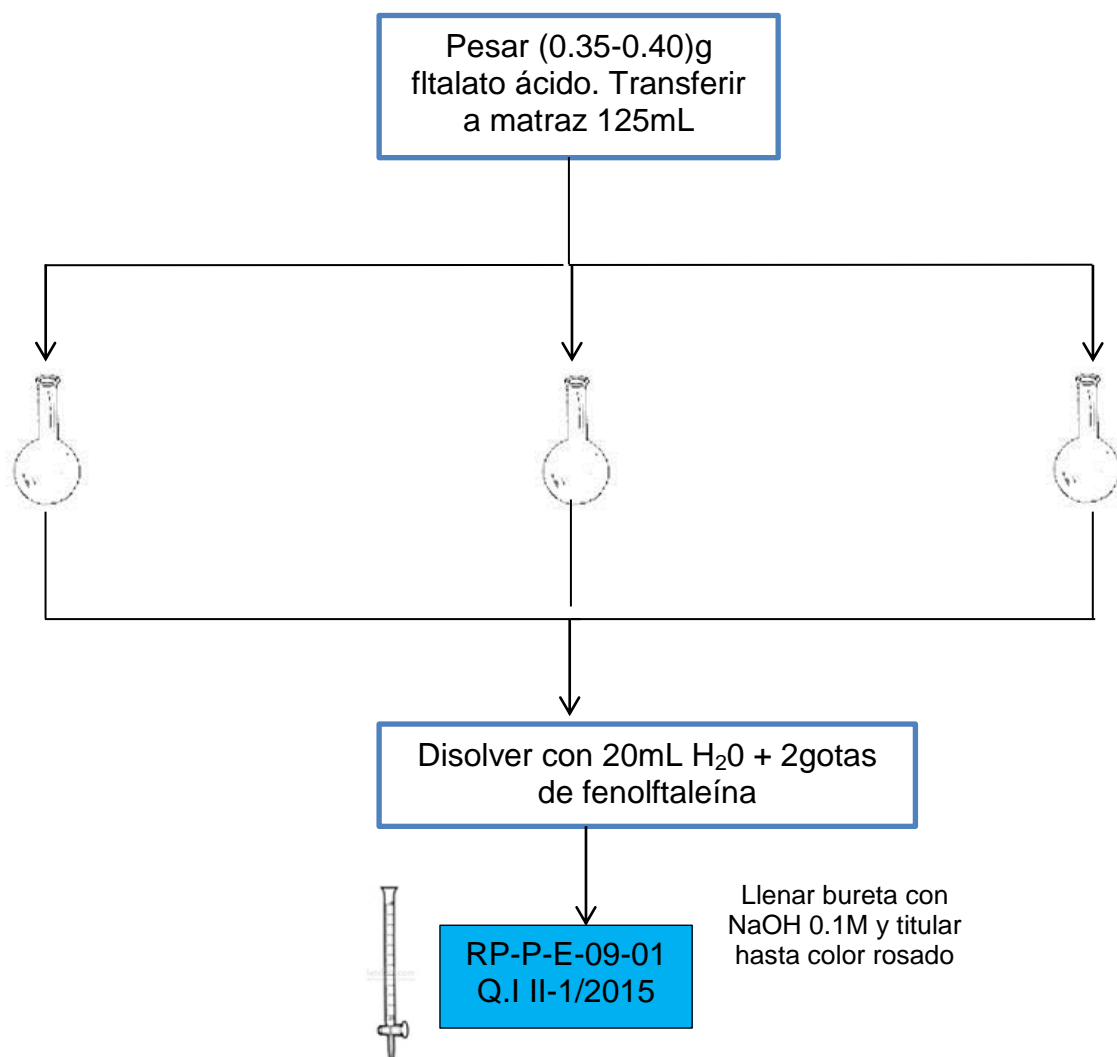 Pesar (0.35-0.40)g
fltalato ácido. Transferir
a matraz 125mL
Disolver con 20mL H₂0 + 2gotas
de fenolftaleína
Llenar bureta con
NaOH 0.1M y titular
hasta color rosado
RP-P-E-09-01
Q.I II-1/2015